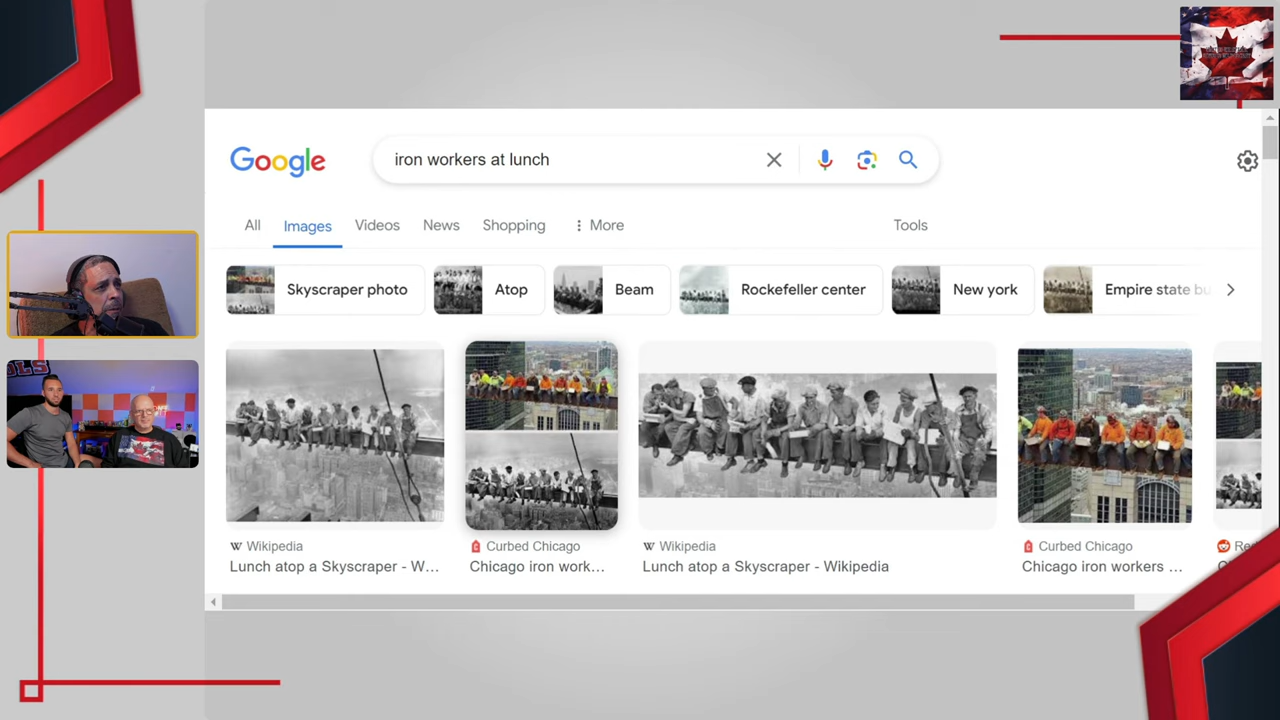 Google
iron workers at lunch
All
Images
Videos
News
Shopping
More
Tools
Skyscraper photo
Atop
Beam
Rockefeller center
New york
Empire state bu
W Wikipedia
Lunch atop a Skyscraper - W...
Curbed Chicago
Chicago iron work...
W Wikipedia
Lunch atop a Skyscraper - Wikipedia
Curbed Chicago
Chicago iron workers ...